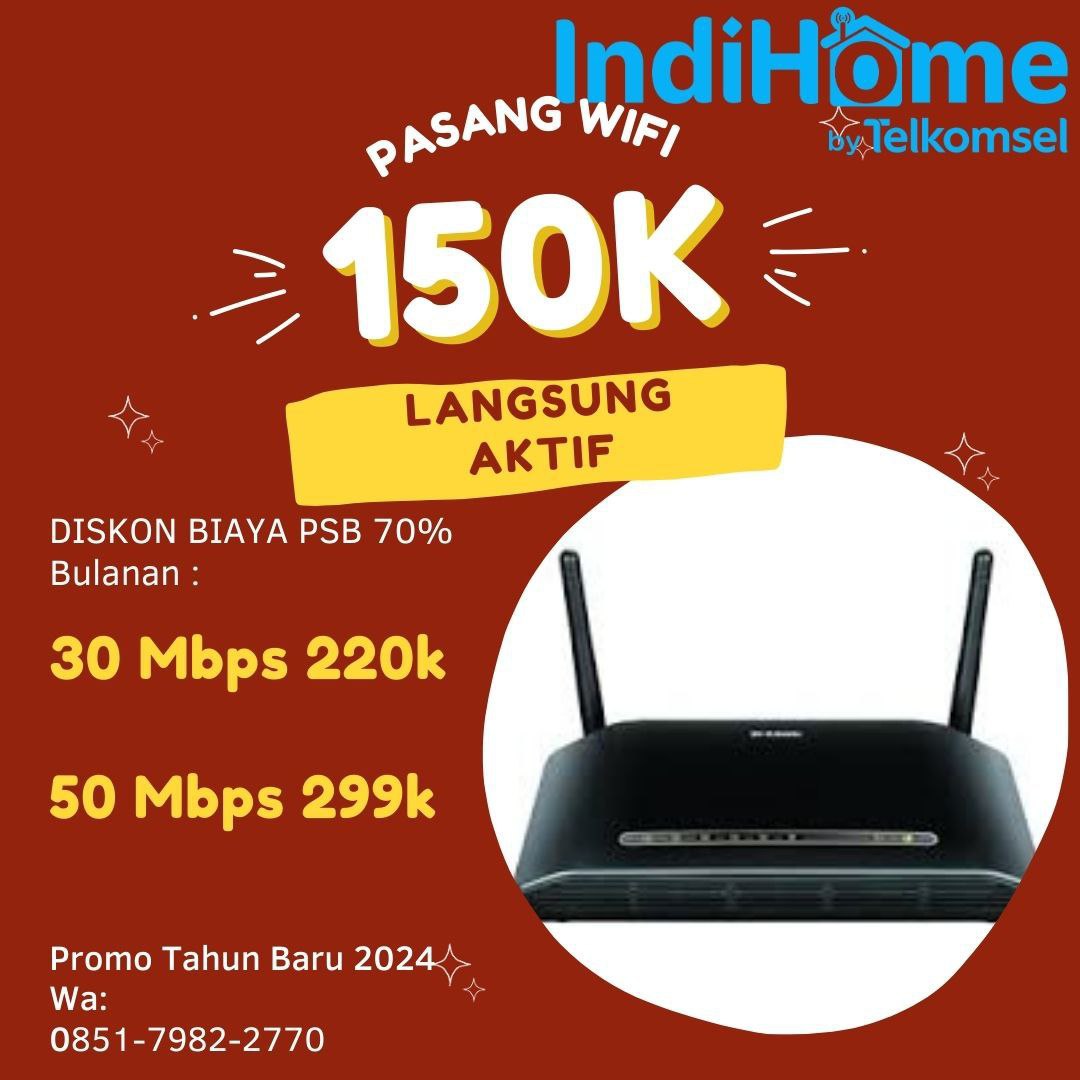 IndiHome
by Telkomsel
PASANG WIFI
150K
LANGSUNG
AKTIF
DISKON BIAYA PSB 70%
Bulanan :
30 Mbps 220k
50 Mbps 299k
Promo Tahun Baru 2024
Wa:
0851-7982-2770